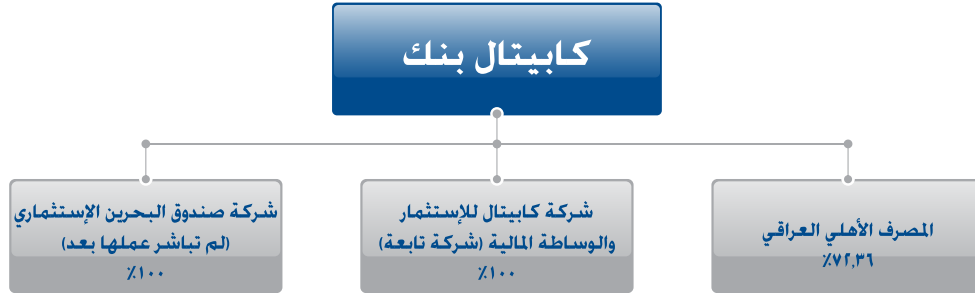 كابيتال بنك
المصرف الأهلي العراقي
٧٢,٣٦٪
شركة كابيتال للإستثمار
والوساطة المالية (شركة تابعة)
١٠٠٪
شركة صندوق البحرين الإستثماري
(لم تباشر عملها بعد)
١٠٠٪